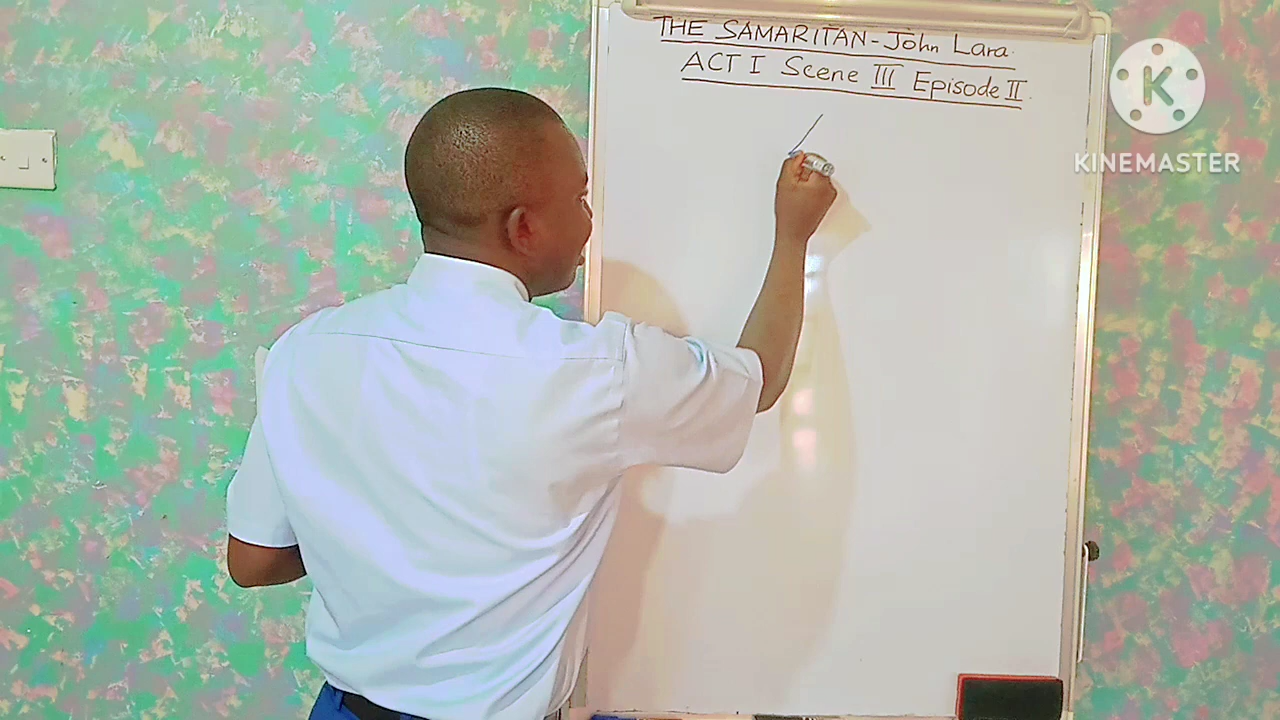 THE SAMARITAN - John Lara.
ACT I Scene III Episode II.
K
KINEMASTER